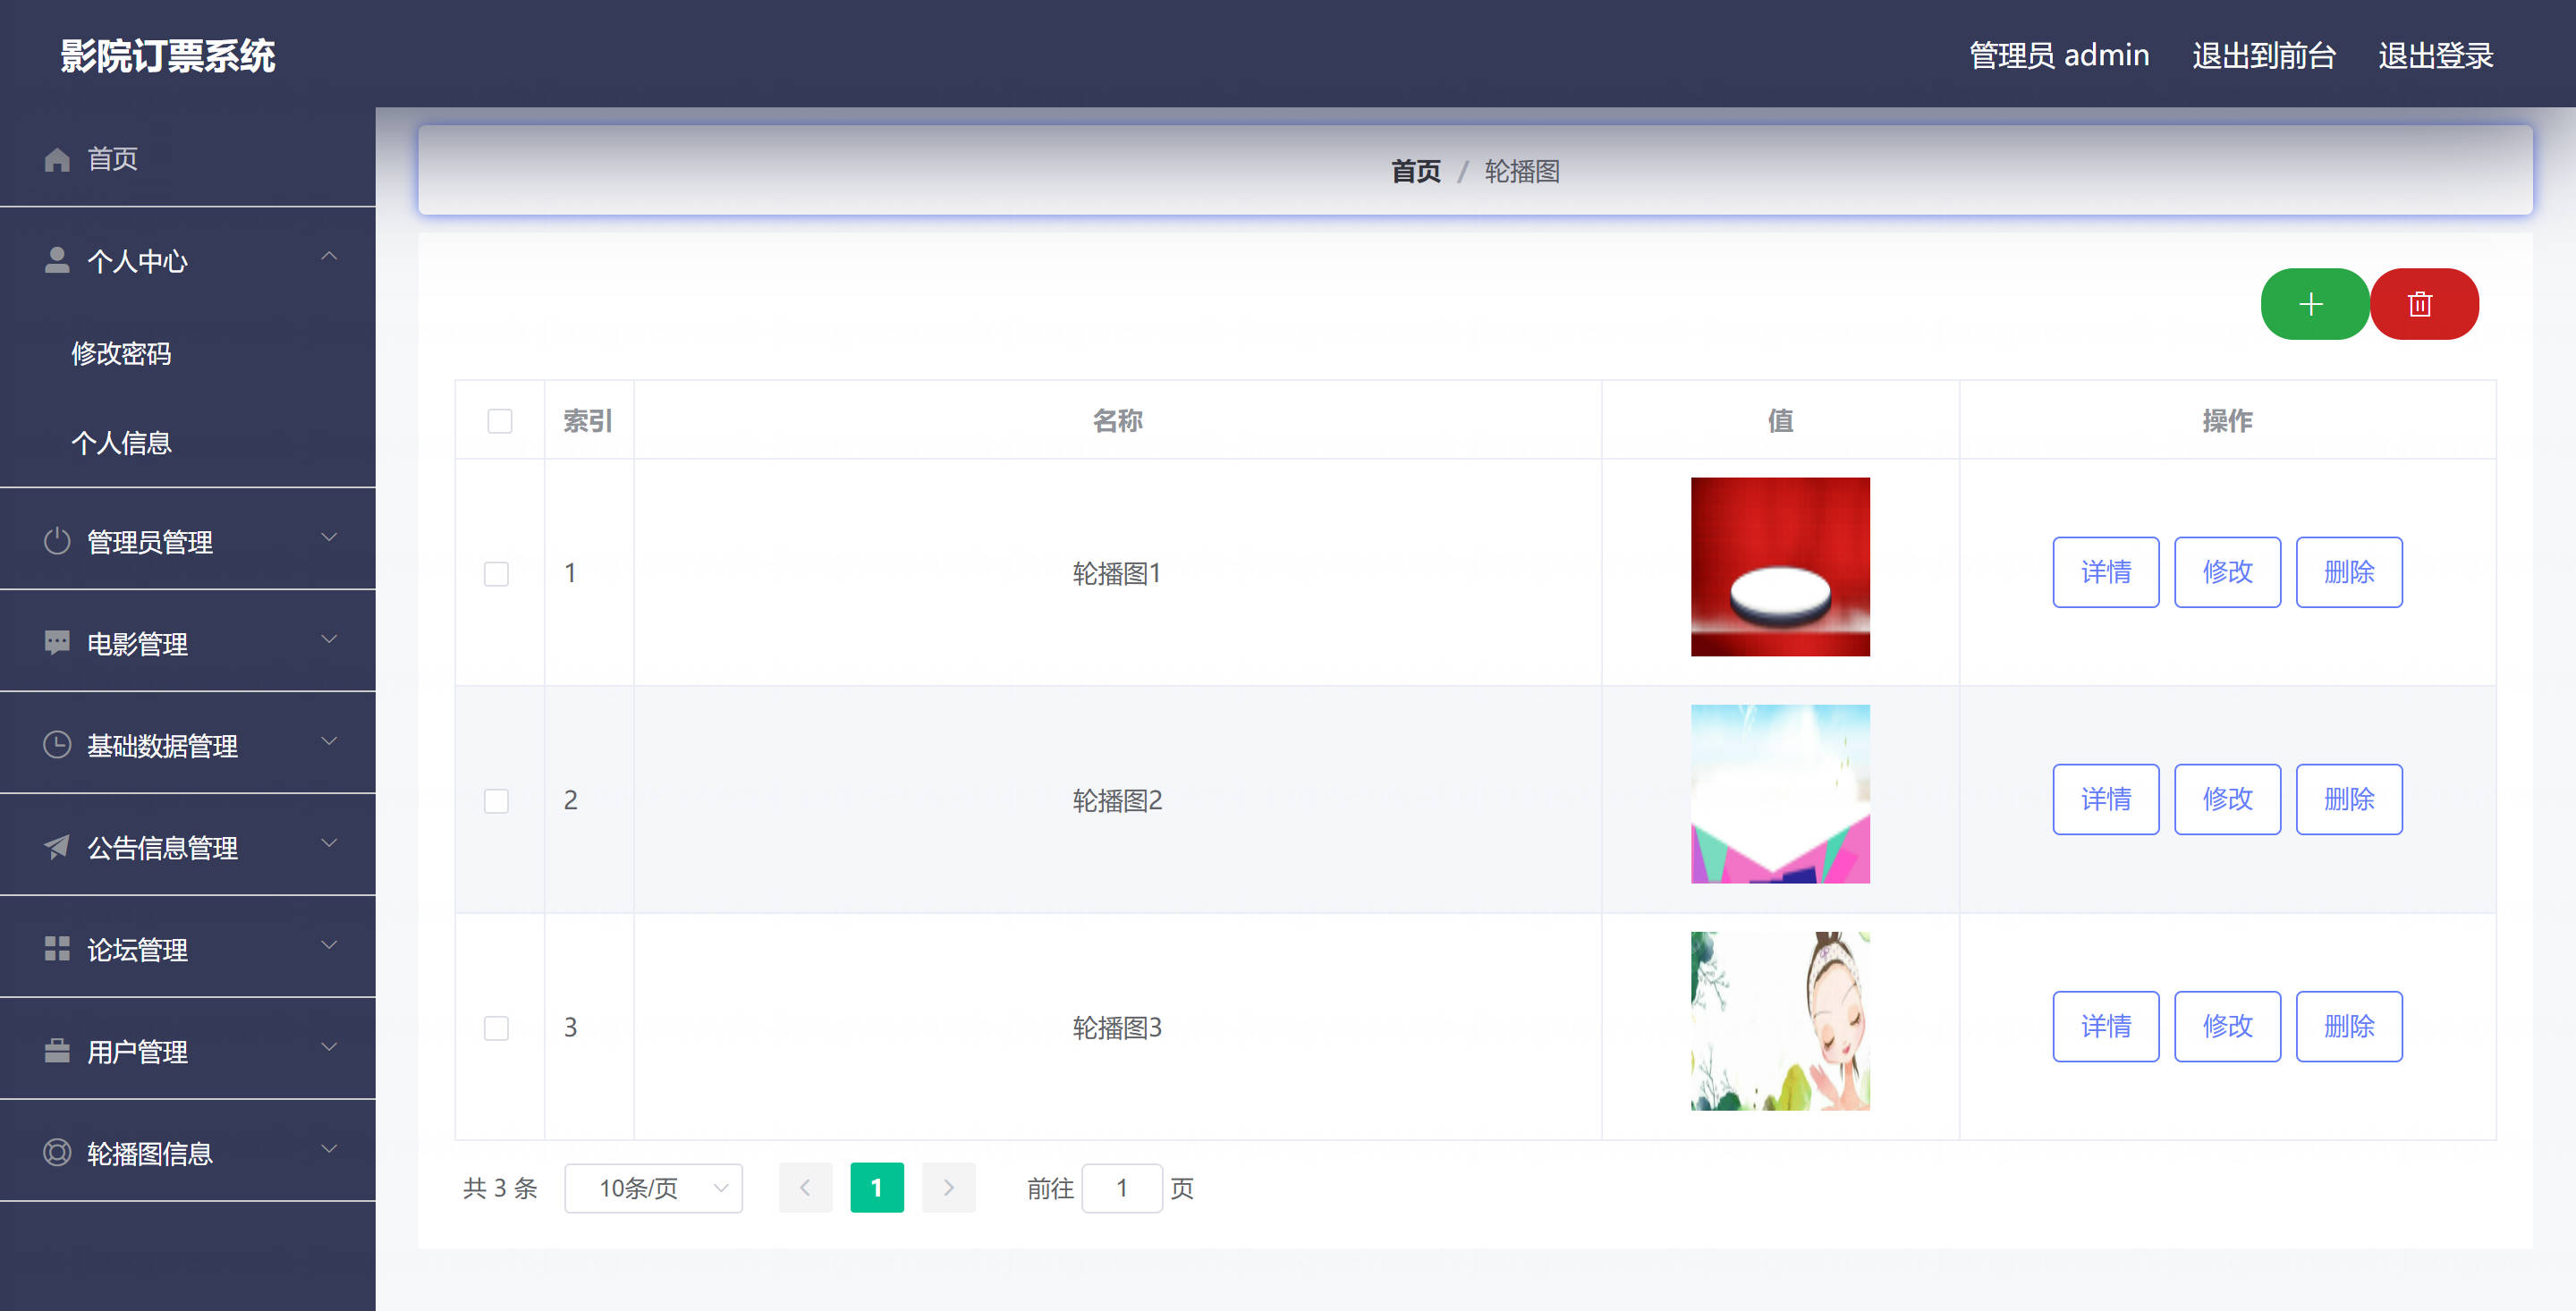 影院订票系统
管理员 admin 退出到前台 退出登录
首页
个人中心
修改密码
个人信息
管理员管理
电影管理
基础数据管理
公告信息管理
论坛管理
用户管理
轮播图信息
首页 / 轮播图
索引 名称 值 操作
1 轮播图1 详情 修改 删除
2 轮播图2 详情 修改 删除
3 轮播图3 详情 修改 删除
共 3 条 10条/页 1 前往 1 页